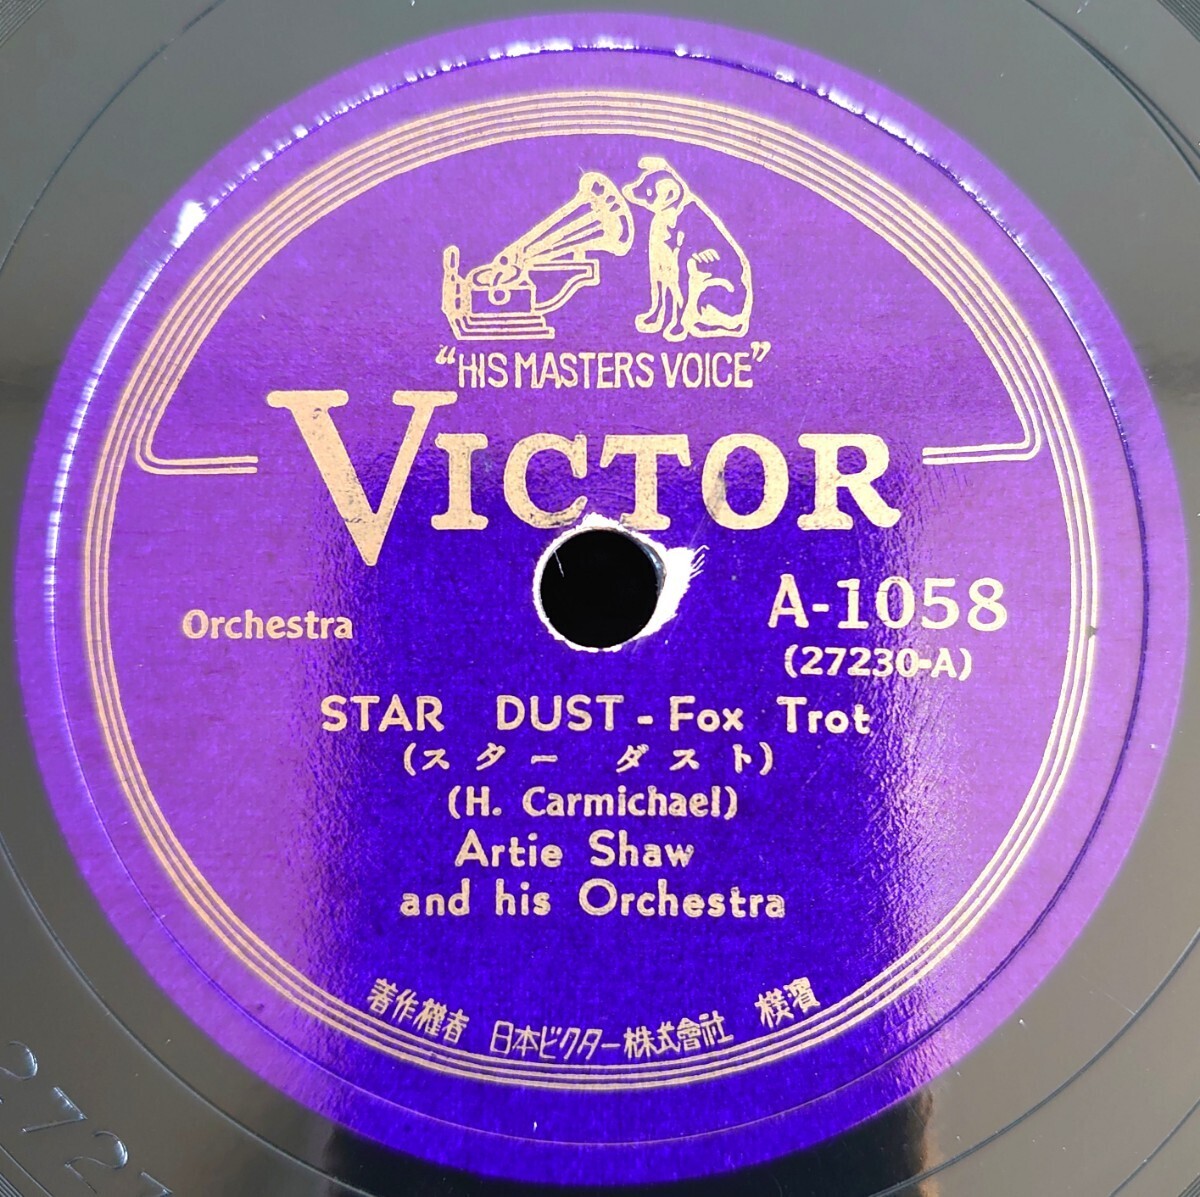 "HIS MASTERS VOICE"
VICTOR
Orchestra
A-1058
(27230-A)
STAR DUST - Fox Trot
(スター ダスト)
(H. Carmichael)
Artie Shaw
and his Orchestra
著作権者 日本ビクター株式會社 横濱